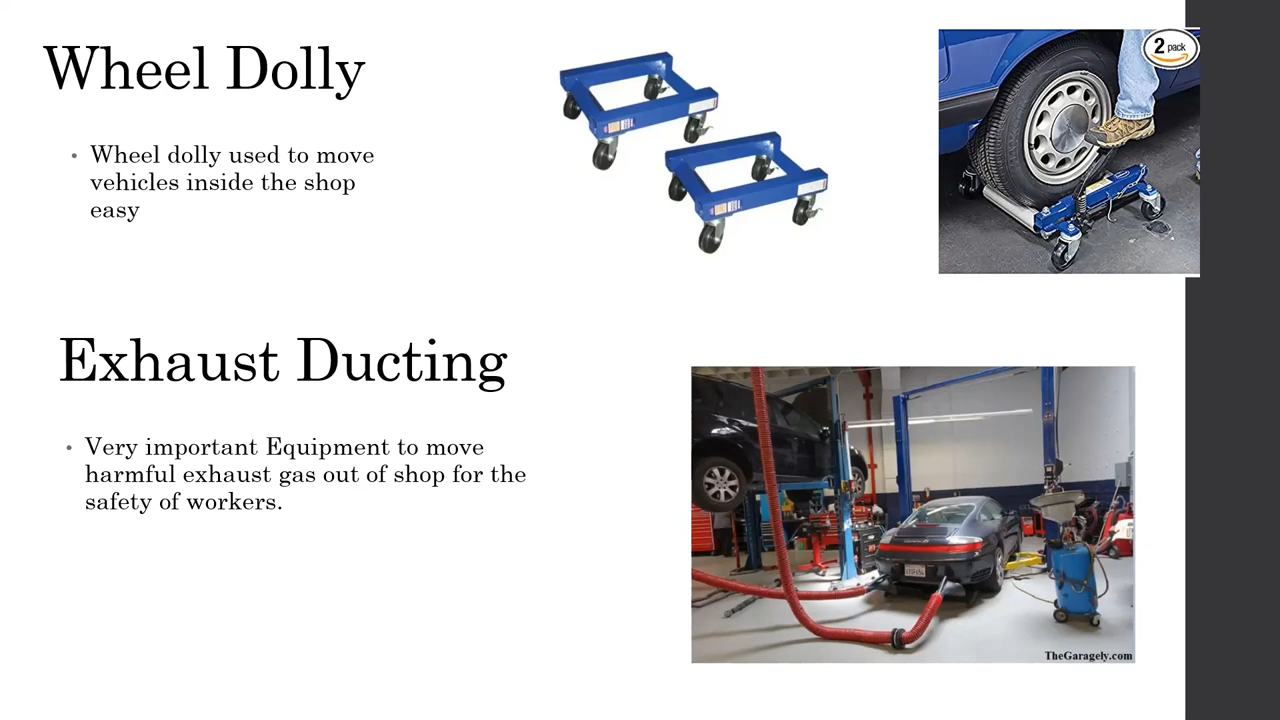 Wheel Dolly
• Wheel dolly used to move
vehicles inside the shop
easy
2 pack
Exhaust Ducting
• Very important Equipment to move
harmful exhaust gas out of shop for the
safety of workers.
TheGaragely.com